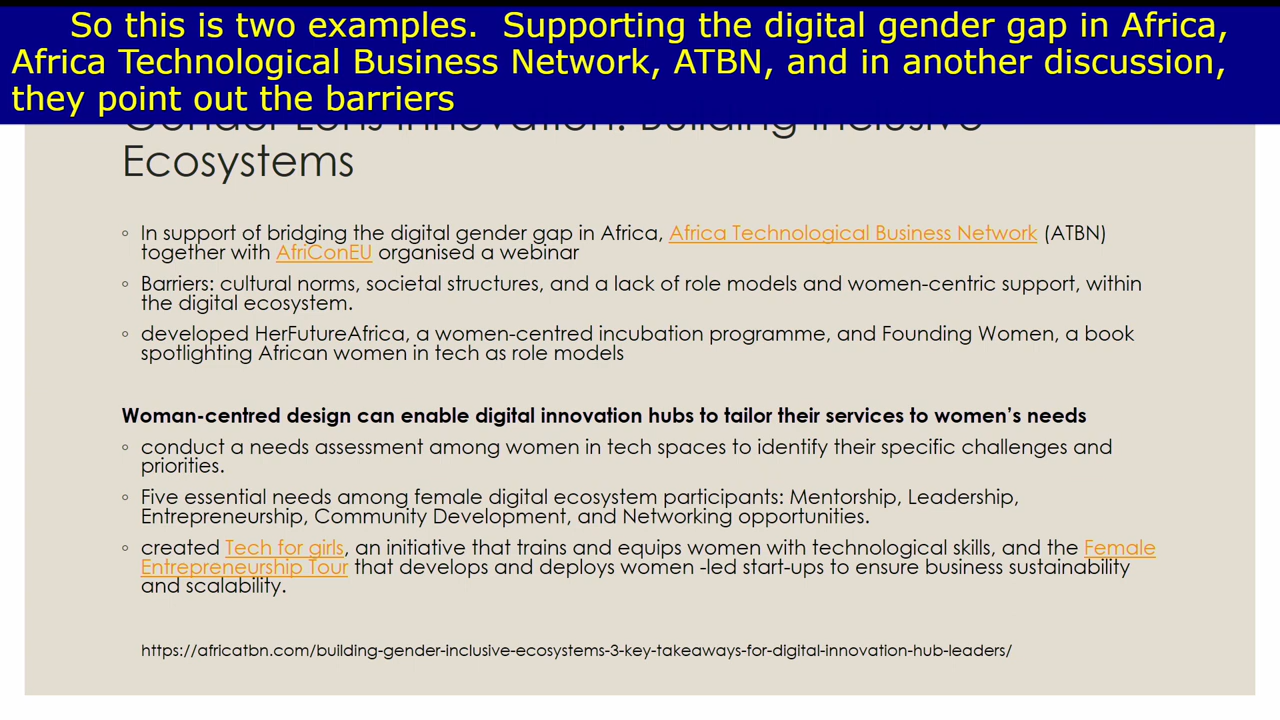 So this is two examples.  Supporting the digital gender gap in Africa,
Africa Technological Business Network, ATBN, and in another discussion,
they point out the barriers
Gender Lens Innovation: Building Inclusive
Ecosystems
◦ In support of bridging the digital gender gap in Africa, Africa Technological Business Network (ATBN)
together with AfriConEU organised a webinar
◦ Barriers: cultural norms, societal structures, and a lack of role models and women-centric support, within
the digital ecosystem.
◦ developed HerFutureAfrica, a women-centred incubation programme, and Founding Women, a book
spotlighting African women in tech as role models
Woman-centred design can enable digital innovation hubs to tailor their services to women’s needs
◦ conduct a needs assessment among women in tech spaces to identify their specific challenges and
priorities.
◦ Five essential needs among female digital ecosystem participants: Mentorship, Leadership,
Entrepreneurship, Community Development, and Networking opportunities.
◦ created Tech for girls, an initiative that trains and equips women with technological skills, and the Female
Entrepreneurship Tour that develops and deploys women -led start-ups to ensure business sustainability
and scalability.
https://africatbn.com/building-gender-inclusive-ecosystems-3-key-takeaways-for-digital-innovation-hub-leaders/